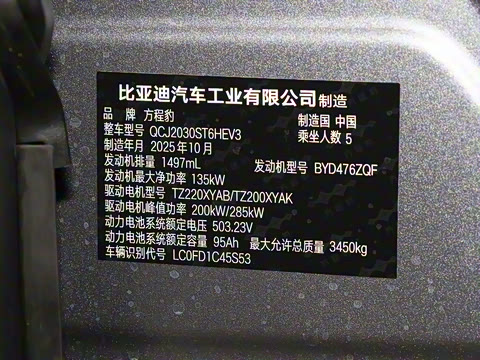 比亚迪汽车工业有限公司制造
品 牌 方程豹 制造国 中国
整车型号 QCJ2030ST6HEV3 乘坐人数 5
制造年月 2025年10月
发动机排量 1497mL 发动机型号 BYD476ZQF
发动机最大净功率 135kW
驱动电机型号 TZ220XYAB/TZ200XYAK
驱动电机峰值功率 200kW/285kW
动力电池系统额定电压 503.23V
动力电池系统额定容量 95Ah 最大允许总质量 3450kg
车辆识别代号 LC0FD1C45S53